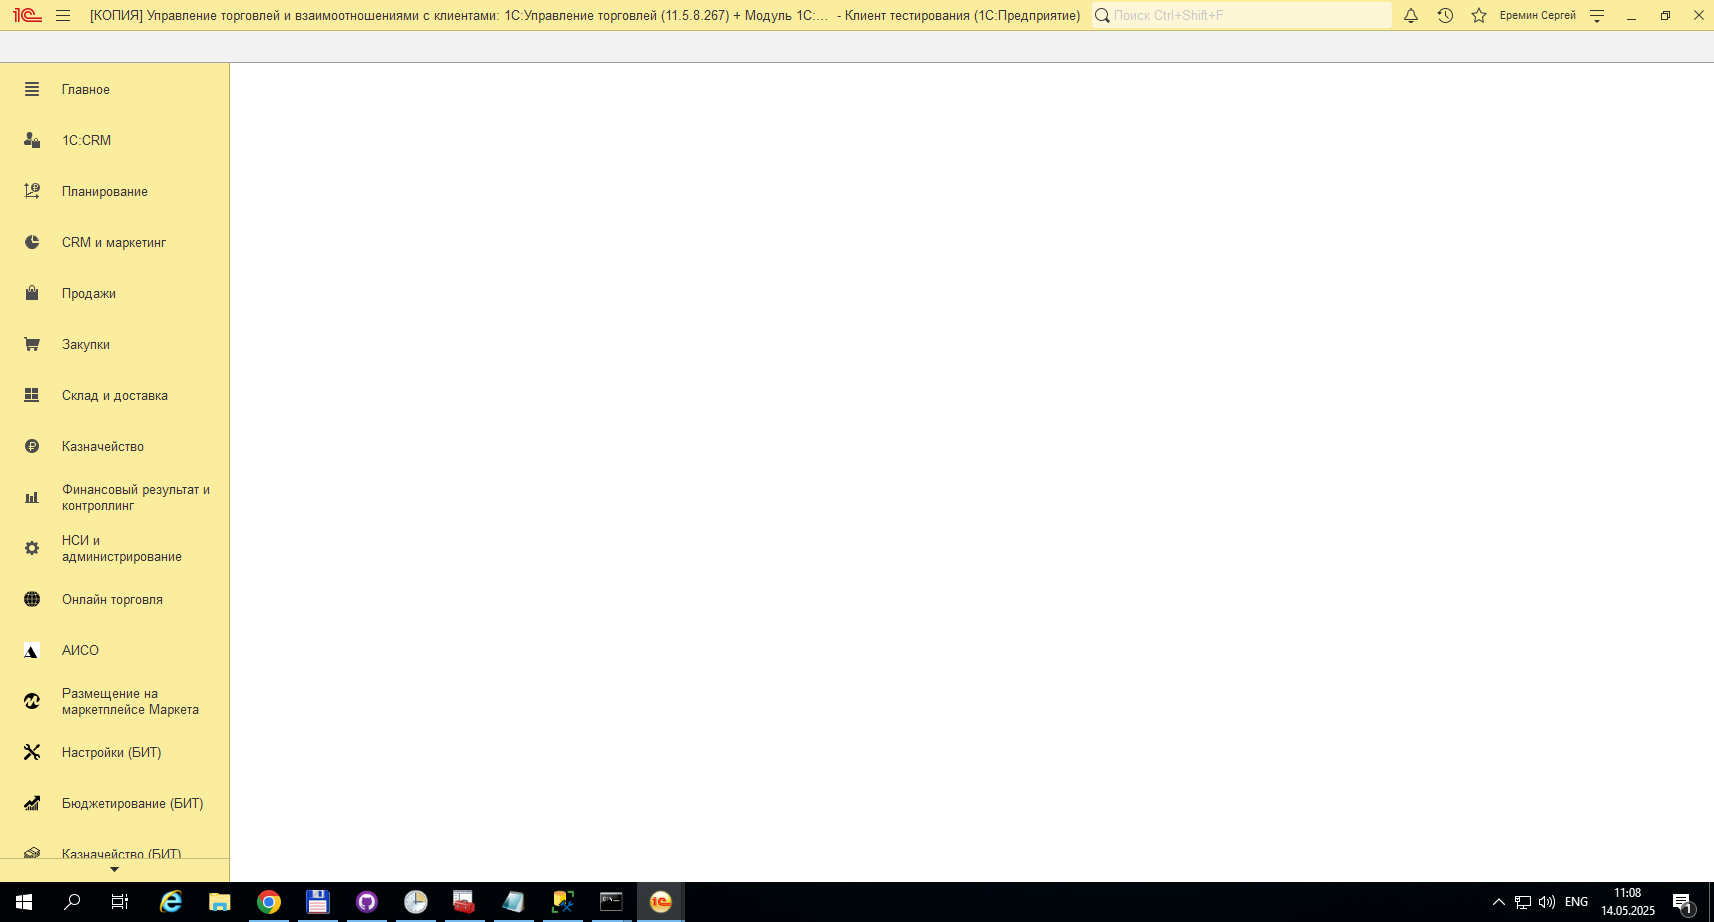 [КОПИЯ] Управление торговлей и взаимоотношениями с клиентами: 1С:Управление торговлей (11.5.8.267) + Модуль 1С:... - Клиент тестирования (1С:Предприятие)
Поиск Ctrl+Shift+F
Еремин Сергей
Главное
1С:CRM
Планирование
CRM и маркетинг
Продажи
Закупки
Склад и доставка
Казначейство
Финансовый результат и
контроллинг
НСИ и
администрирование
Онлайн торговля
АИСО
Размещение на
маркетплейсе Маркета
Настройки (БИТ)
Бюджетирование (БИТ)
Казначейство (БИТ)
ENG
11:08
14.05.2025
1